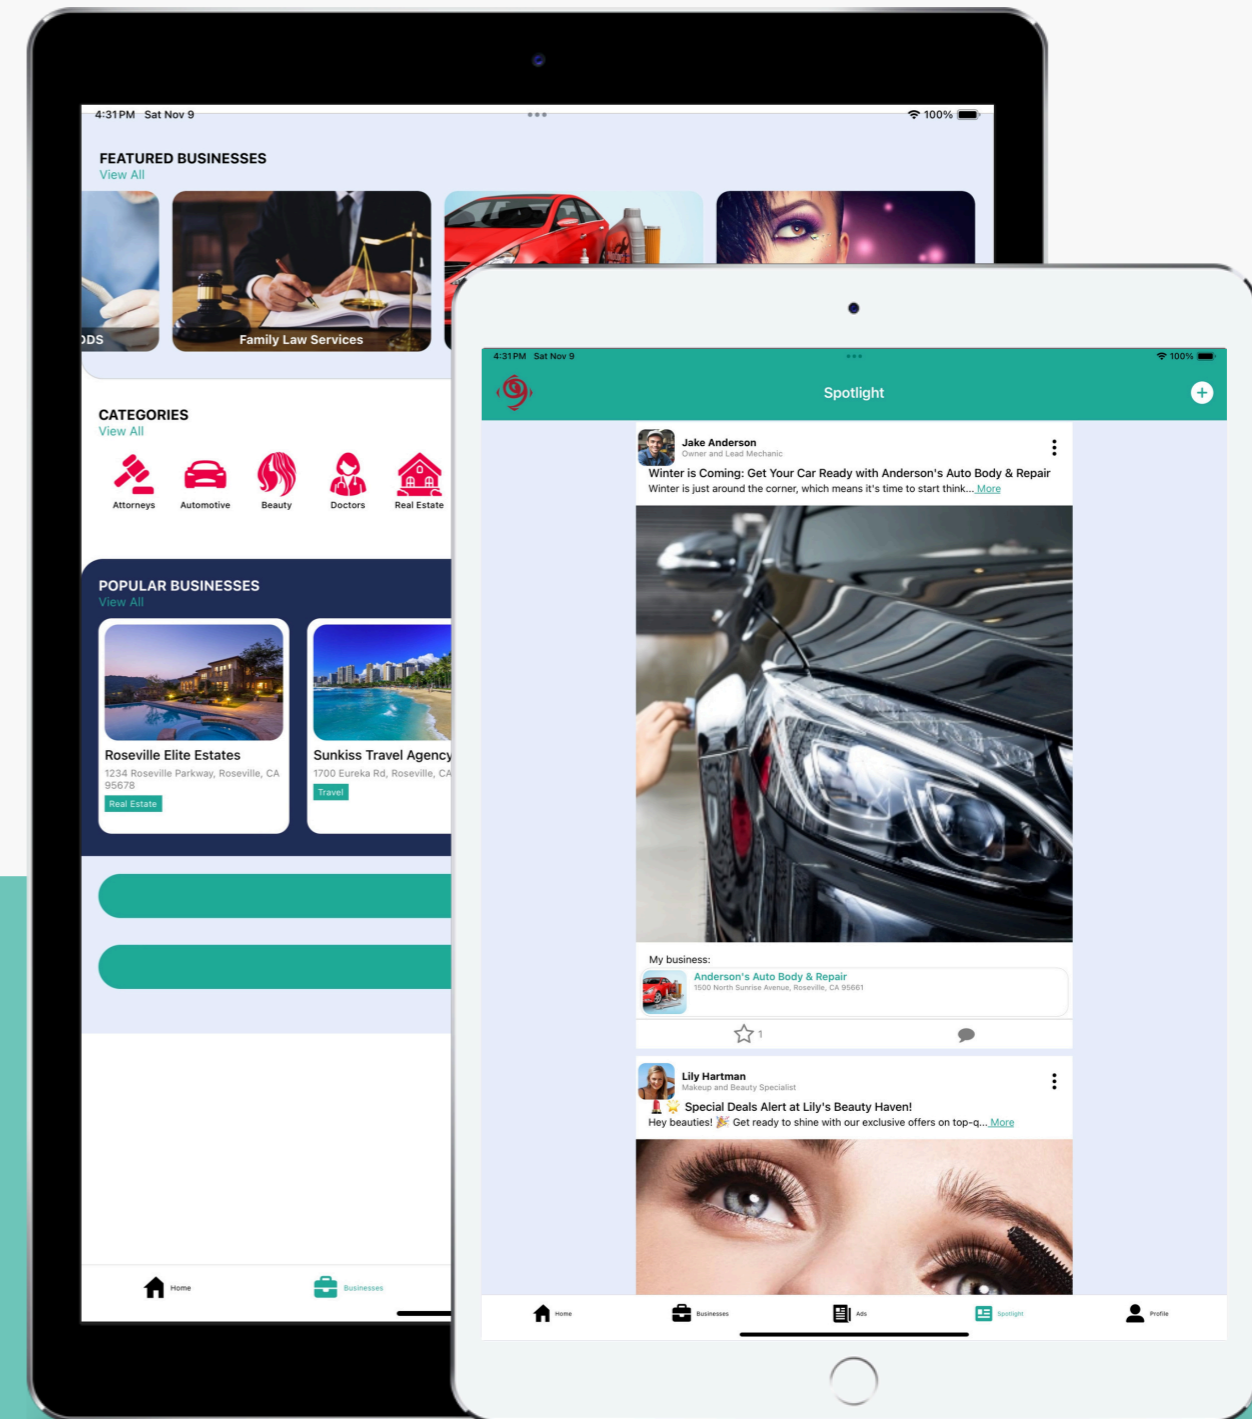 4:31 PM Sat Nov 9
100%
FEATURED BUSINESSES
View All
Family Law Services
CATEGORIES
View All
Attorneys
Automotive
Beauty
Doctors
Real Estate
POPULAR BUSINESSES
View All
Roseville Elite Estates
1234 Roseville Parkway, Roseville, CA
95678
Real Estate
Sunkiss Travel Agency
1700 Eureka Rd, Roseville, CA
Travel
Home
Businesses
4:31 PM Sat Nov 9
100%
Spotlight
Jake Anderson
Owner and Lead Mechanic
Winter is Coming: Get Your Car Ready with Anderson's Auto Body & Repair
Winter is just around the corner, which means it's time to start think... More
My business:
Anderson's Auto Body & Repair
1500 North Sunrise Avenue, Roseville, CA 95661
1
Lily Hartman
Makeup and Beauty Specialist
💄🌟 Special Deals Alert at Lily's Beauty Haven!
Hey beauties! 🎉 Get ready to shine with our exclusive offers on top-q... More
Home
Businesses
Ads
Spotlight
Profile